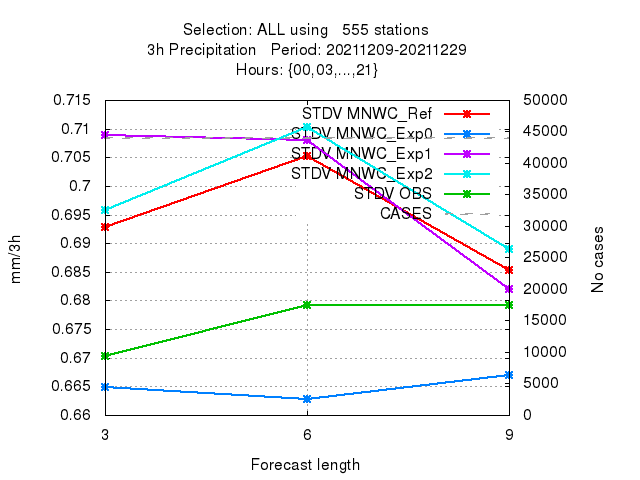 Selection: ALL using   555 stations
3h Precipitation   Period: 20211209-20211229
Hours: {00,03,...,21}
0.715
0.71
0.705
0.7
0.695
0.69
0.685
0.68
0.675
0.67
0.665
0.66
mm/3h
STDV MNWC_Ref
STDV MNWC_Exp0
STDV MNWC_Exp1
STDV MNWC_Exp2
STDV OBS
CASES
50000
45000
40000
35000
30000
25000
20000
15000
10000
5000
0
No cases
3
6
9
Forecast length